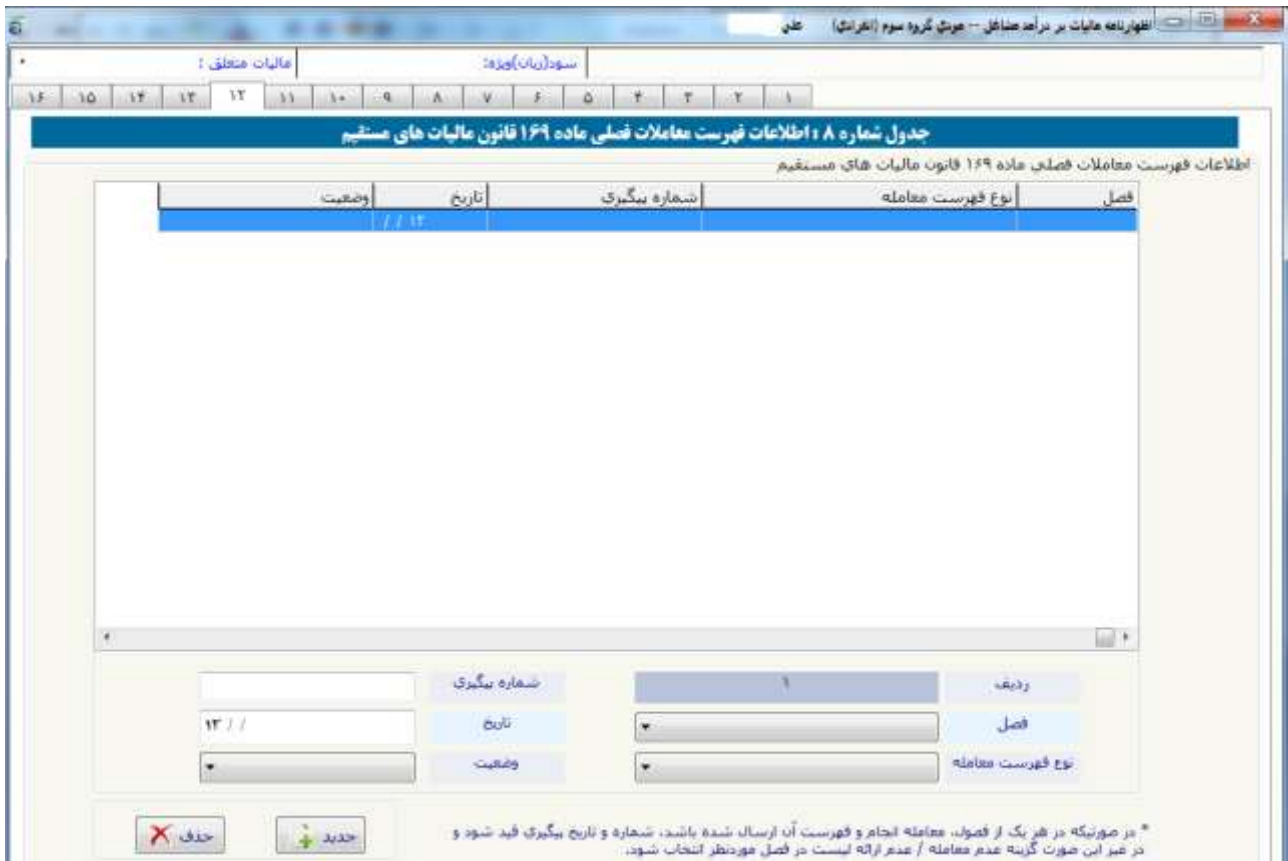 اظهارنامه مالیات بر درآمد مشاغل -- مودی گروه سوم (انفرادی) علی
سود(زیان)ویژه: مالیات متعلق : ۰
۱ ۲ ۳ ۴ ۵ ۶ ۷ ۸ ۹ ۱۰ ۱۱ ۱۲ ۱۳ ۱۴ ۱۵ ۱۶
جدول شماره ۸ : اطلاعات فهرست معاملات فصلی ماده ۱۶۹ قانون مالیات های مستقیم
اطلاعات فهرست معاملات فصلی ماده ۱۶۹ قانون مالیات های مستقیم
فصل نوع فهرست معامله شماره پیگیری تاریخ وضعیت
۱۳ / /
ردیف ۱ شماره پیگیری
فصل تاریخ ۱۳ / /
نوع فهرست معامله وضعیت
* در صورتیکه در هر یک از فصول، معامله انجام و فهرست آن ارسال شده باشد، شماره و تاریخ پیگیری قید شود و
در غیر این صورت گزینه عدم معامله / عدم ارائه لیست در فصل موردنظر انتخاب شود.
جدید حذف